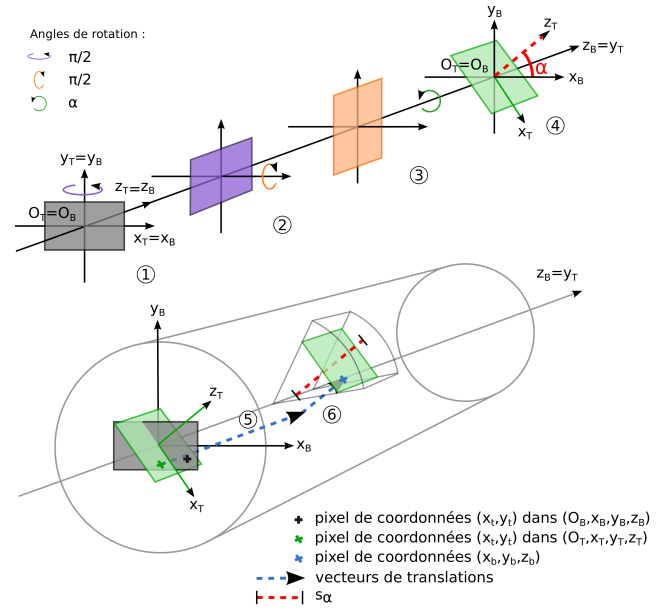 Angles de rotation :
π/2
π/2
α
y_T=y_B
z_T=z_B
O_T=O_B
x_T=x_B
①
②
③
y_B
z_T
z_B=y_T
O_T=O_B
α
x_B
x_T
④
z_B=y_T
y_B
z_T
⑤
⑥
x_B
x_T
pixel de coordonnées (x_t,y_t) dans (O_B,x_B,y_B,z_B)
pixel de coordonnées (x_t,y_t) dans (O_T,x_T,y_T,z_T)
pixel de coordonnées (x_b,y_b,z_b)
vecteurs de translations
s_α